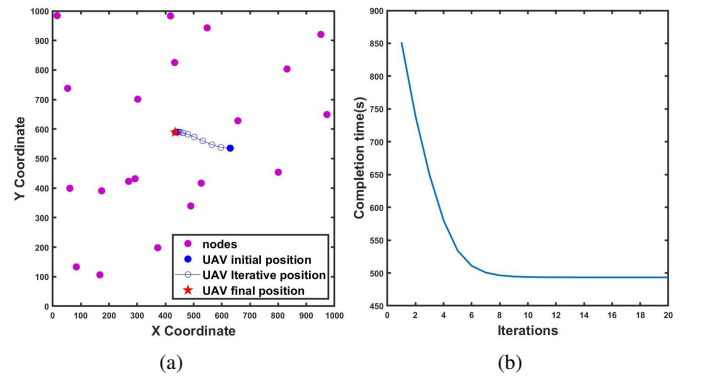 1000
900
800
700
600
500
400
300
200
100
0
Y Coordinate
nodes
UAV initial position
UAV Iterative position
UAV final position
0 100 200 300 400 500 600 700 800 900 1000
X Coordinate
(a)
900
850
800
750
700
650
600
550
500
450
Completion time(s)
0 2 4 6 8 10 12 14 16 18 20
Iterations
(b)